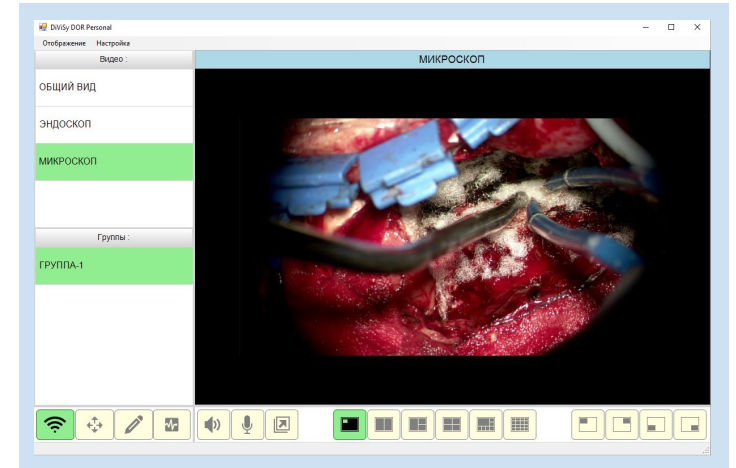 DiViSy DOR Personal
Отображение Настройка
Видео :
МИКРОСКОП
ОБЩИЙ ВИД
ЭНДОСКОП
МИКРОСКОП
Группы :
ГРУППА-1